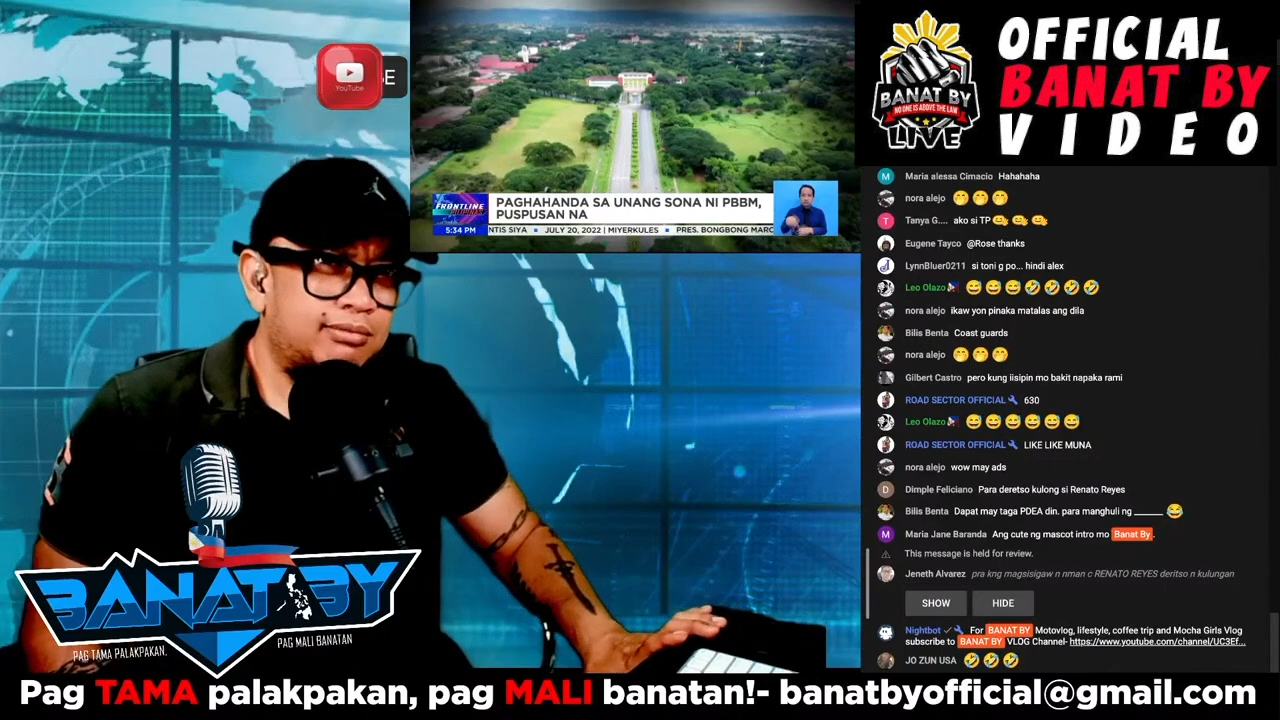 YouTube
E
FRONTLINE
PILIPINAS
5:34 PM
PAGHAHANDA SA UNANG SONA NI PBBM,
PUSPUSAN NA
NTIS SIYA ▪ JULY 20, 2022 | MIYERKULES ▪ PRES. BONGBONG MARC
BANAT BY
NO ONE IS ABOVE THE LAW
LIVE
OFFICIAL
BANAT BY
VIDEO
M Maria alessa Cimacio Hahahaha
nora alejo 🤭🤭🤭
T Tanya G.... ako si TP
Eugene Tayco @Rose thanks
LynnBluer0211 si toni g po... hindi alex
Leo Olazo 😅😅😅🤣🤣🤣🤣
nora alejo ikaw yon pinaka matalas ang dila
Bilis Benta Coast guards
nora alejo 🤭🤭🤭
Gilbert Castro pero kung iisipin mo bakit napaka rami
ROAD SECTOR OFFICIAL 🔧 630
Leo Olazo 😅😅😅😅😅😅
ROAD SECTOR OFFICIAL 🔧 LIKE LIKE MUNA
nora alejo wow may ads
D Dimple Feliciano Para deretso kulong si Renato Reyes
Bilis Benta Dapat may taga PDEA din. para manghuli ng ______ 😂
M Maria Jane Baranda Ang cute ng mascot intro mo Banat By.
This message is held for review.
Jeneth Alvarez pra kng magsisigaw n nman c RENATO REYES deritso n kulungan
SHOW HIDE
Nightbot ✓ 🔧 For BANAT BY Motovlog, lifestyle, coffee trip and Mocha Girls Vlog
subscribe to BANAT BY VLOG Channel- https://www.youtube.com/channel/UC3Ef...
JO ZUN USA 🤣🤣🤣
BANAT BY
PAG TAMA PALAKPAKAN.
PAG MALI BANATAN
Pag TAMA palakpakan, pag MALI banatan!- banatbyofficial@gmail.com